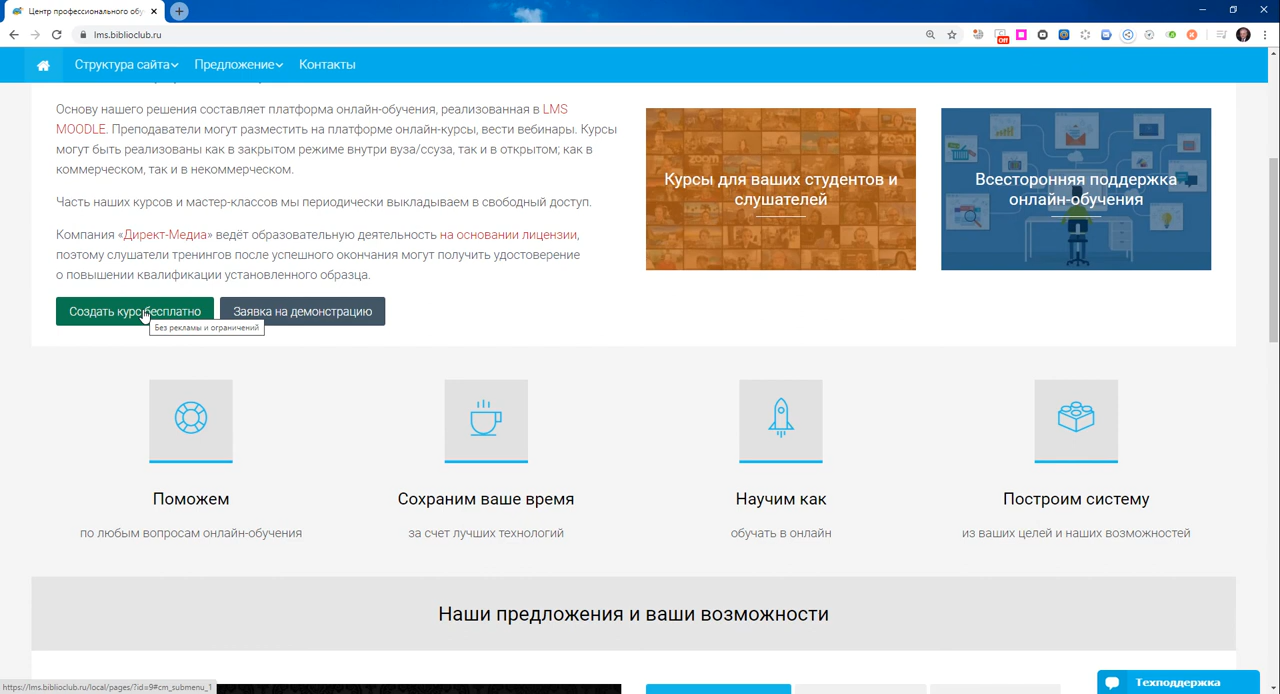 Центр профессионального обу
lms.biblioclub.ru
Off
Структура сайта
Предложение
Контакты
Основу нашего решения составляет платформа онлайн-обучения, реализованная в LMS
MOODLE. Преподаватели могут разместить на платформе онлайн-курсы, вести вебинары. Курсы
могут быть реализованы как в закрытом режиме внутри вуза/ссуза, так и в открытом; как в
коммерческом, так и в некоммерческом.
Часть наших курсов и мастер-классов мы периодически выкладываем в свободный доступ.
Компания «Директ-Медиа» ведёт образовательную деятельность на основании лицензии,
поэтому слушатели тренингов после успешного окончания могут получить удостоверение
о повышении квалификации установленного образца.
Создать курс бесплатно
Заявка на демонстрацию
Без рекламы и ограничений
zoom
Курсы для ваших студентов и
слушателей
Всесторонняя поддержка
онлайн-обучения
Поможем
по любым вопросам онлайн-обучения
Сохраним ваше время
за счет лучших технологий
Научим как
обучать в онлайн
Построим систему
из ваших целей и наших возможностей
Наши предложения и ваши возможности
https://lms.biblioclub.ru/local/pages/?id=9#cm_submenu_1
Техподдержка